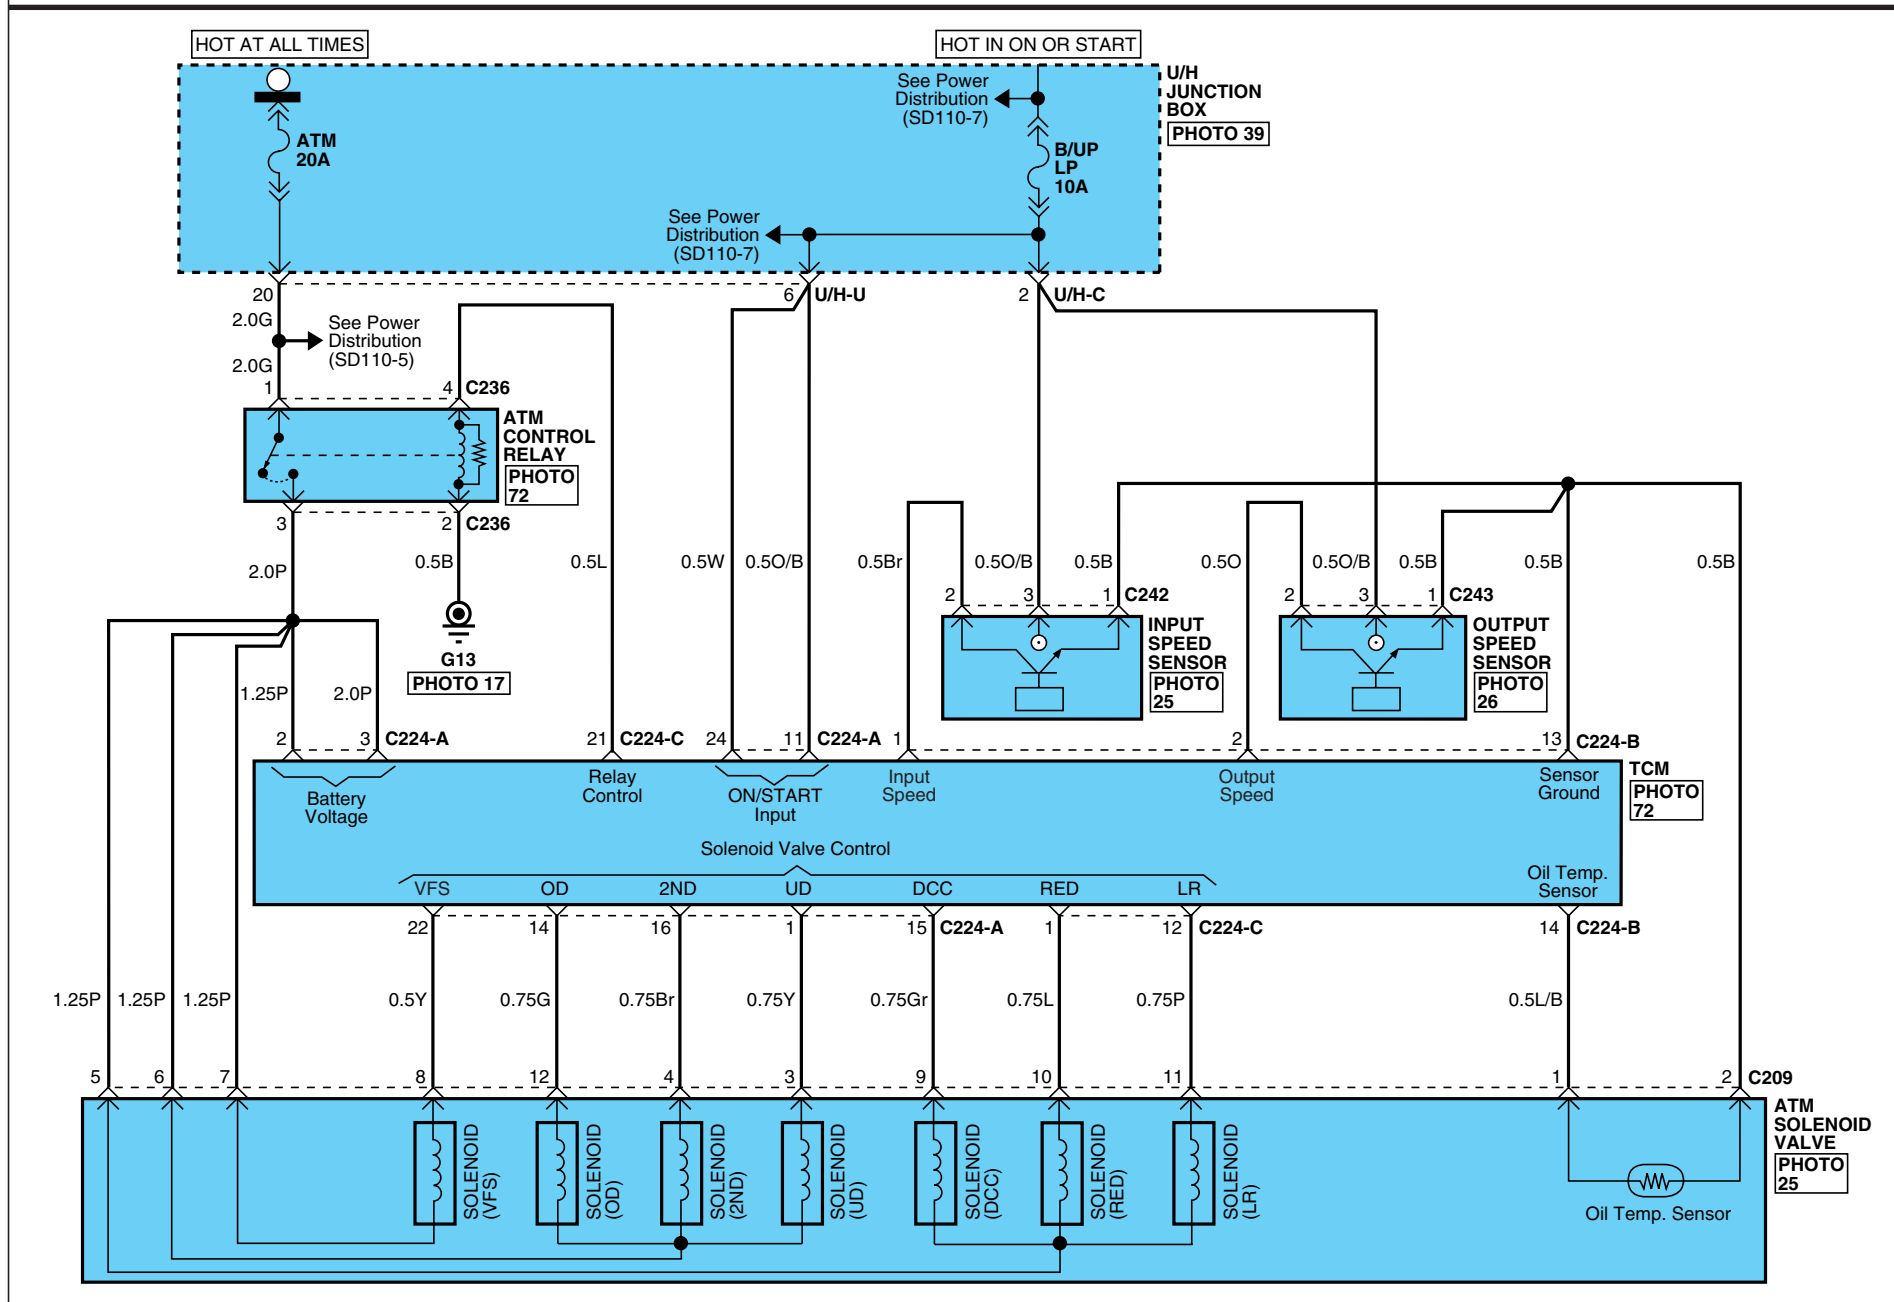 HOT AT ALL TIMES
HOT IN ON OR START
U/H
JUNCTION
BOX
PHOTO 39
See Power
Distribution
(SD110-7)
ATM
20A
B/UP
LP
10A
See Power
Distribution
(SD110-7)
20
6
U/H-U
2
U/H-C
2.0G
See Power
Distribution
(SD110-5)
2.0G
1
4
C236
ATM
CONTROL
RELAY
PHOTO
72
3
2
C236
2.0P
0.5B
0.5L
0.5W
0.5O/B
0.5Br
0.5O/B
0.5B
0.5O
0.5O/B
0.5B
0.5B
0.5B
2
3
1
C242
2
3
1
C243
INPUT
SPEED
SENSOR
PHOTO
25
OUTPUT
SPEED
SENSOR
PHOTO
26
G13
PHOTO 17
1.25P
2.0P
2
3
C224-A
21
C224-C
24
11
C224-A
1
2
13
C224-B
TCM
PHOTO
72
Battery
Voltage
Relay
Control
ON/START
Input
Input
Speed
Output
Speed
Sensor
Ground
Solenoid Valve Control
VFS
OD
2ND
UD
DCC
RED
LR
Oil Temp.
Sensor
22
14
16
1
15
C224-A
1
12
C224-C
14
C224-B
1.25P
1.25P
1.25P
0.5Y
0.75G
0.75Br
0.75Y
0.75Gr
0.75L
0.75P
0.5L/B
5
6
7
8
12
4
3
9
10
11
1
2
C209
ATM
SOLENOID
VALVE
PHOTO
25
SOLENOID
(VFS)
SOLENOID
(OD)
SOLENOID
(2ND)
SOLENOID
(UD)
SOLENOID
(DCC)
SOLENOID
(RED)
SOLENOID
(LR)
Oil Temp. Sensor